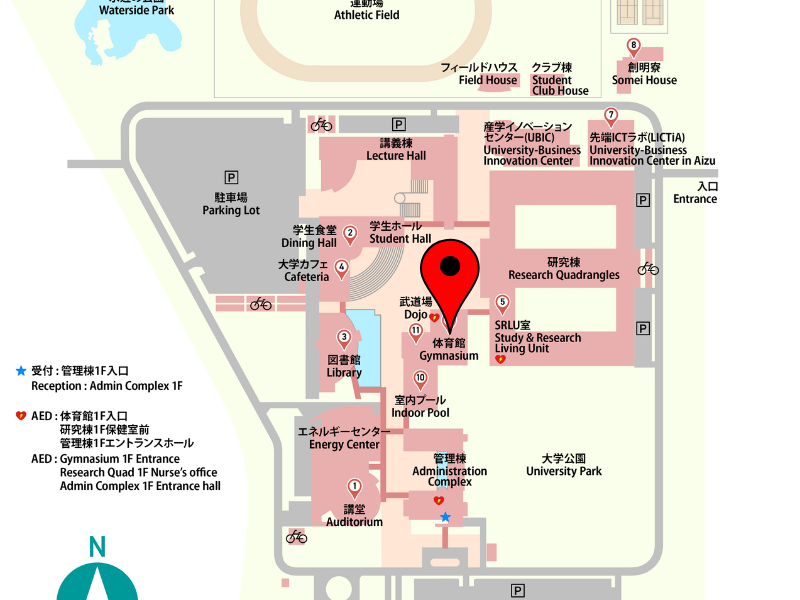 水辺の公園
Waterside Park
運動場
Athletic Field
8
創明寮
Somei House
フィールドハウス
Field House
クラブ棟
Student
Club House
P
講義棟
Lecture Hall
産学イノベーション
センター(UBIC)
University-Business
Innovation Center
7
先端ICTラボ(LICTiA)
University-Business
Innovation Center in Aizu
入口
Entrance
P
駐車場
Parking Lot
P
学生食堂
Dining Hall
2
学生ホール
Student Hall
大学カフェ
Cafeteria
4
研究棟
Research Quadrangles
武道場
Dojo
11
5
SRLU室
Study & Research
Living Unit
P
3
図書館
Library
体育館
Gymnasium
10
室内プール
Indoor Pool
受付 : 管理棟1F入口
Reception : Admin Complex 1F
AED : 体育館1F入口
研究棟1F保健室前
管理棟1Fエントランスホール
AED : Gymnasium 1F Entrance
Research Quad 1F Nurse's office
Admin Complex 1F Entrance hall
エネルギーセンター
Energy Center
管理棟
Administration
Complex
大学公園
University Park
1
講堂
Auditorium
N
P